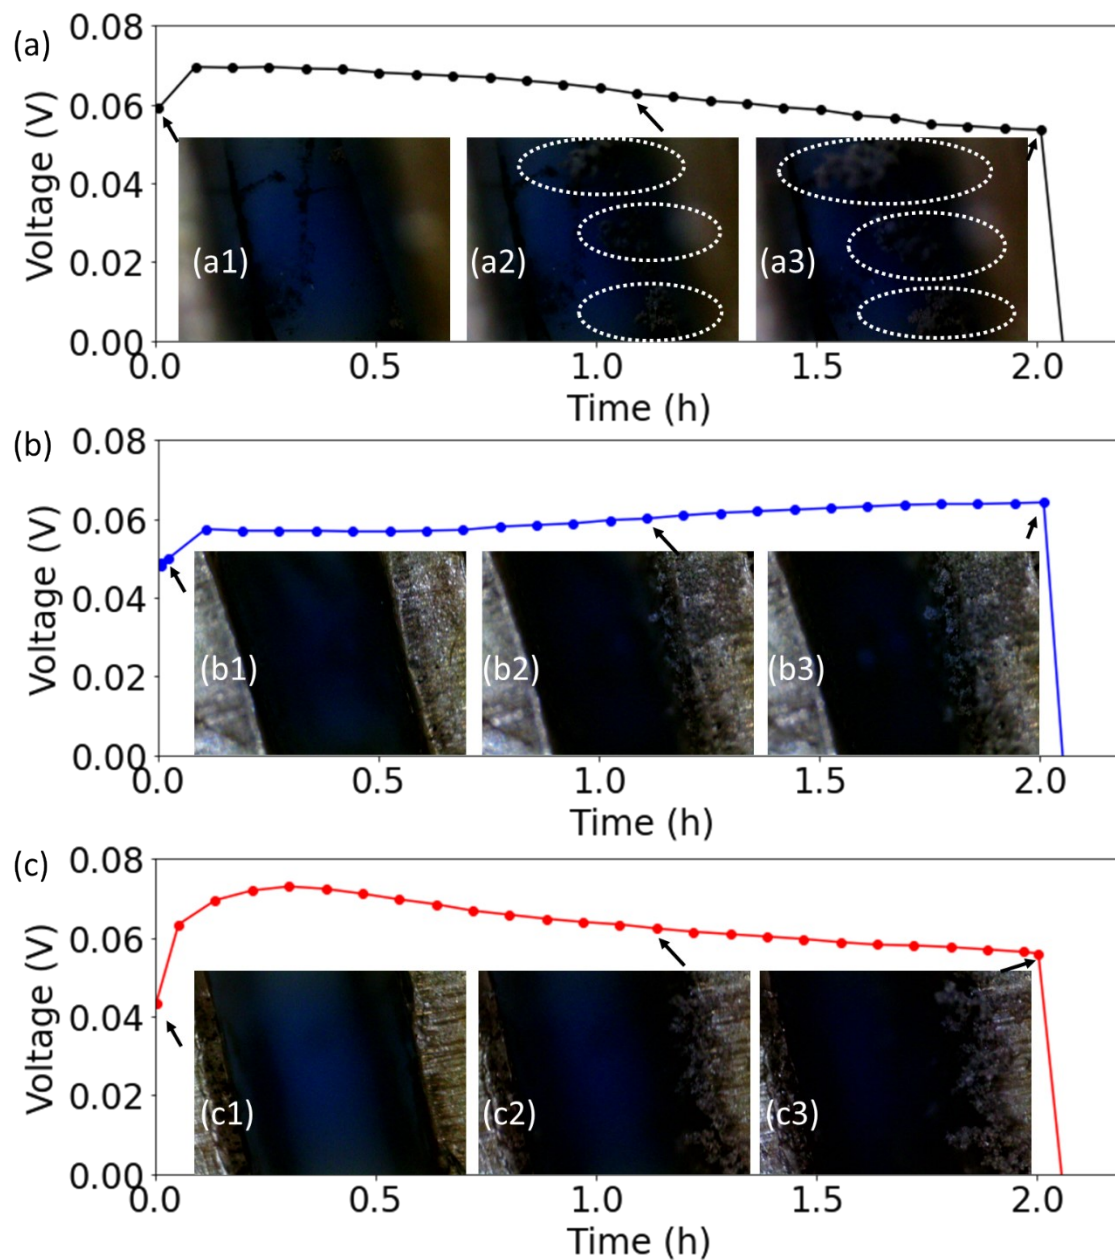 (a)
0.08
0.06
0.04
0.02
0.00
Voltage (V)
(a1)
(a2)
(a3)
0.0 0.5 1.0 1.5 2.0
Time (h)
(b)
0.08
0.06
0.04
0.02
0.00
Voltage (V)
(b1)
(b2)
(b3)
0.0 0.5 1.0 1.5 2.0
Time (h)
(c)
0.08
0.06
0.04
0.02
0.00
Voltage (V)
(c1)
(c2)
(c3)
0.0 0.5 1.0 1.5 2.0
Time (h)